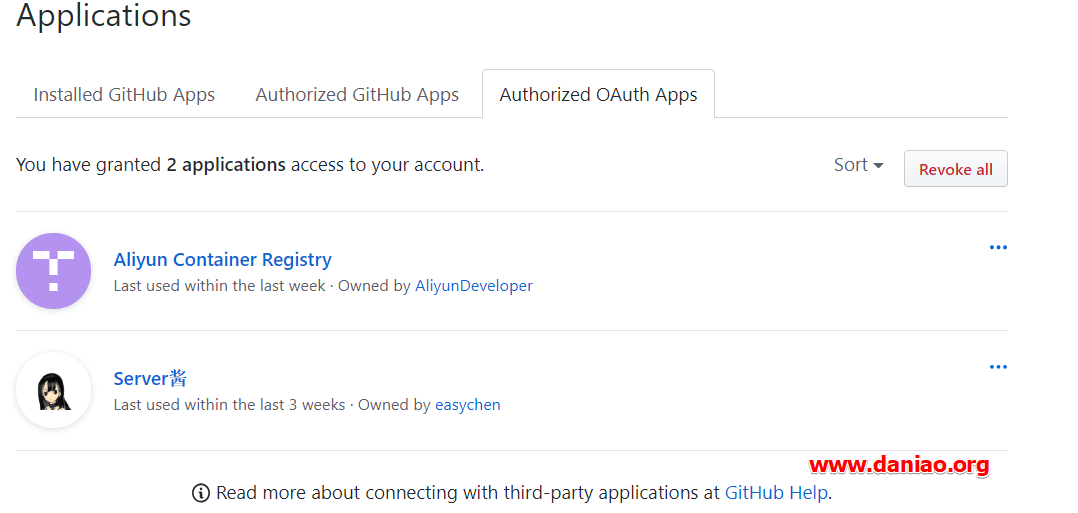 Applications
Installed GitHub Apps
Authorized GitHub Apps
Authorized OAuth Apps
You have granted 2 applications access to your account.
Sort
Revoke all
Aliyun Container Registry
Last used within the last week · Owned by AliyunDeveloper
Server酱
Last used within the last 3 weeks · Owned by easychen
www.daniao.org
Read more about connecting with third-party applications at GitHub Help.